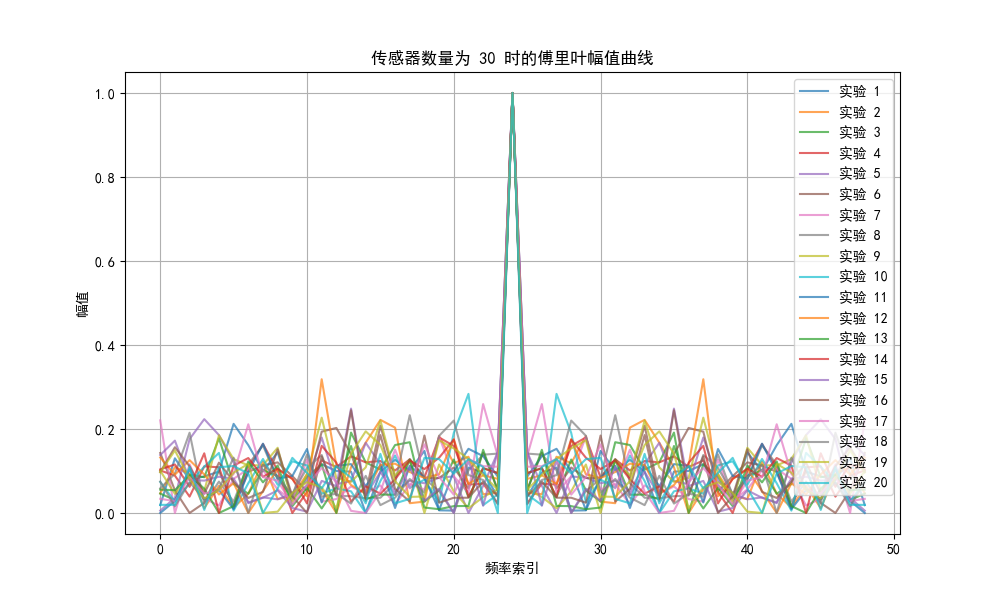 传感器数量为 30 时的傅里叶幅值曲线
幅值
1.0
0.8
0.6
0.4
0.2
0.0
0
10
20
30
40
50
频率索引
实验 1
实验 2
实验 3
实验 4
实验 5
实验 6
实验 7
实验 8
实验 9
实验 10
实验 11
实验 12
实验 13
实验 14
实验 15
实验 16
实验 17
实验 18
实验 19
实验 20